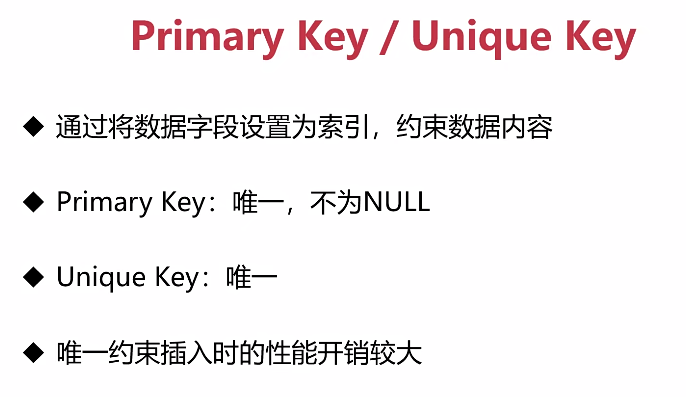 Primary Key / Unique Key
◆ 通过将数据字段设置为索引，约束数据内容
◆ Primary Key：唯一，不为NULL
◆ Unique Key：唯一
◆ 唯一约束插入时的性能开销较大